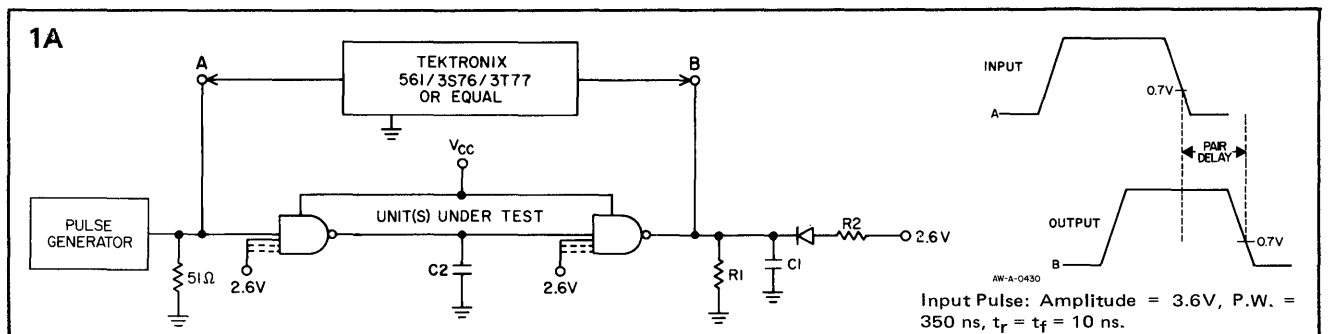 1A
A
TEKTRONIX
561/3S76/3T77
OR EQUAL
B
INPUT
0.7V
A
VCC
PAIR
DELAY
PULSE
GENERATOR
UNIT(S) UNDER TEST
R2
2.6V
OUTPUT
0.7V
51Ω
2.6V
C2
2.6V
R1
C1
B
AW-A-0430
Input Pulse: Amplitude = 3.6V, P.W. =
350 ns, tr = tf = 10 ns.